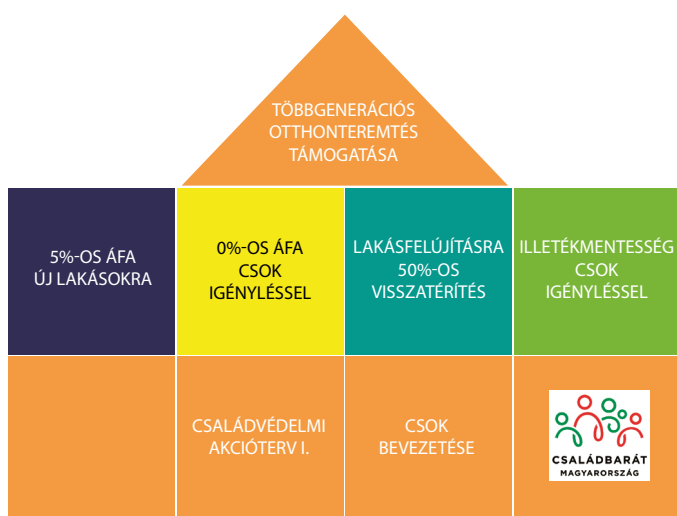 TÖBBGENERÁCIÓS
OTTHONTEREMTÉS
TÁMOGATÁSA
5%-OS ÁFA
ÚJ LAKÁSOKRA
0%-OS ÁFA
CSOK
IGÉNYLÉSSEL
LAKÁSFELÚJÍTÁSRA
50%-OS
VISSZATÉRÍTÉS
ILLETÉKMENTESSÉG
CSOK
IGÉNYLÉSSEL
CSALÁDVÉDELMI
AKCIÓTERV I.
CSOK
BEVEZETÉSE
CSALÁDBARÁT
MAGYARORSZÁG